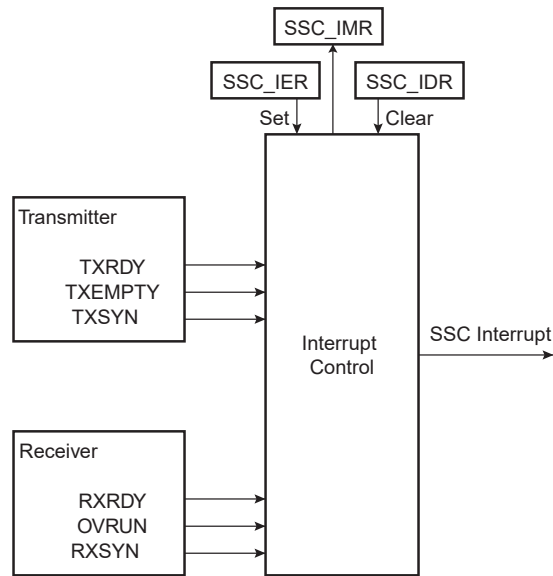 SSC_IMR
SSC_IER
SSC_IDR
Set
Clear
Transmitter
TXRDY
TXEMPTY
TXSYN
Interrupt
Control
SSC Interrupt
Receiver
RXRDY
OVRUN
RXSYN